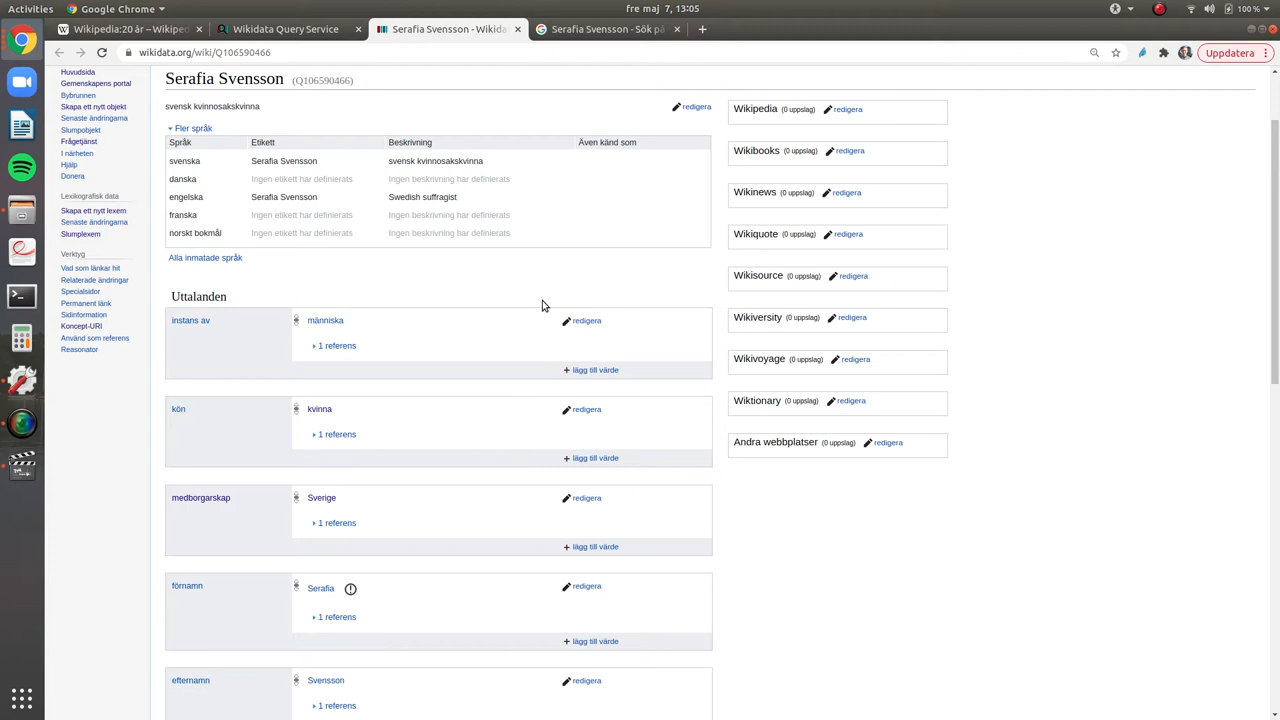 Activities
Google Chrome
fre maj 7, 13:05
100 %
Wikipedia:20 år – Wikipe
Wikidata Query Service
Serafia Svensson - Wikida
Serafia Svensson - Sök på
wikidata.org/wiki/Q106590466
Uppdatera
Huvudsida
Gemenskapens portal
Bybrunnen
Skapa ett nytt objekt
Senaste ändringarna
Slumpobjekt
Frågetjänst
I närheten
Hjälp
Donera
Lexikografisk data
Skapa ett nytt lexem
Senaste ändringarna
Slumplexem
Verktyg
Vad som länkar hit
Relaterade ändringar
Specialsidor
Permanent länk
Sidinformation
Koncept-URI
Använd som referens
Reasonator
Serafia Svensson (Q106590466)
svensk kvinnosakskvinna
redigera
Fler språk
Språk Etikett Beskrivning Även känd som
svenska Serafia Svensson svensk kvinnosakskvinna
danska Ingen etikett har definierats Ingen beskrivning har definierats
engelska Serafia Svensson Swedish suffragist
franska Ingen etikett har definierats Ingen beskrivning har definierats
norskt bokmål Ingen etikett har definierats Ingen beskrivning har definierats
Alla inmatade språk
Uttalanden
instans av människa redigera
1 referens
+ lägg till värde
kön kvinna redigera
1 referens
+ lägg till värde
medborgarskap Sverige redigera
1 referens
+ lägg till värde
förnamn Serafia redigera
1 referens
+ lägg till värde
efternamn Svensson redigera
1 referens
Wikipedia (0 uppslag) redigera
Wikibooks (0 uppslag) redigera
Wikinews (0 uppslag) redigera
Wikiquote (0 uppslag) redigera
Wikisource (0 uppslag) redigera
Wikiversity (0 uppslag) redigera
Wikivoyage (0 uppslag) redigera
Wiktionary (0 uppslag) redigera
Andra webbplatser (0 uppslag) redigera